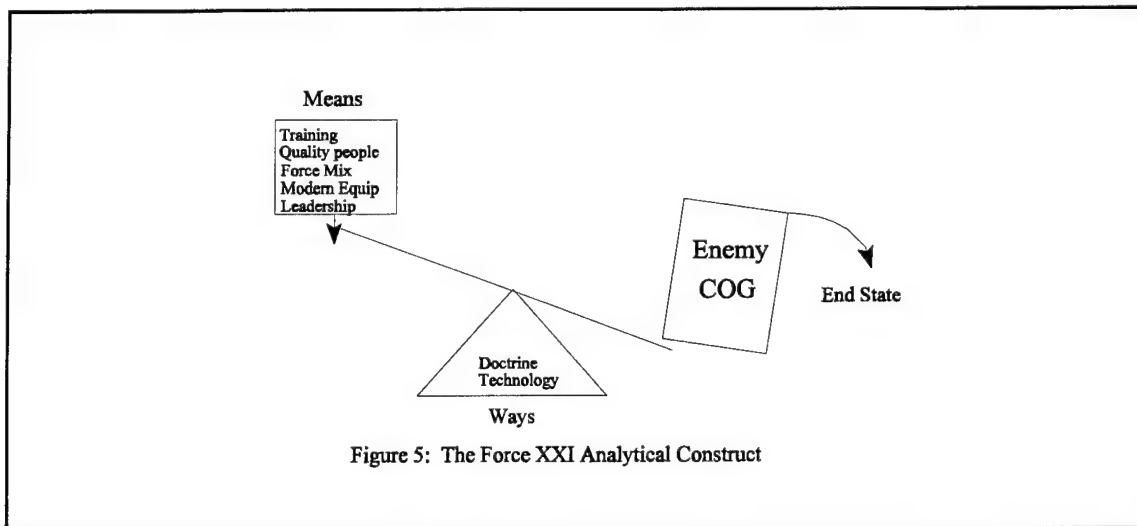 Means
Training
Quality people
Force Mix
Modern Equip
Leadership
Enemy
COG
End State
Doctrine
Technology
Ways
Figure 5: The Force XXI Analytical Construct